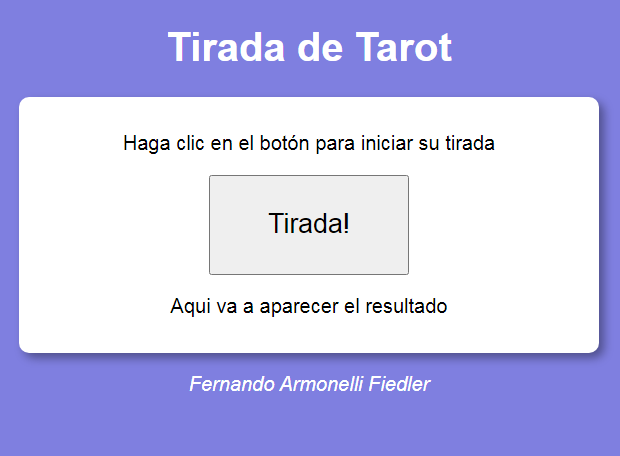 Tirada de Tarot
Haga clic en el botón para iniciar su tirada
Tirada!
Aqui va a aparecer el resultado
Fernando Armonelli Fiedler